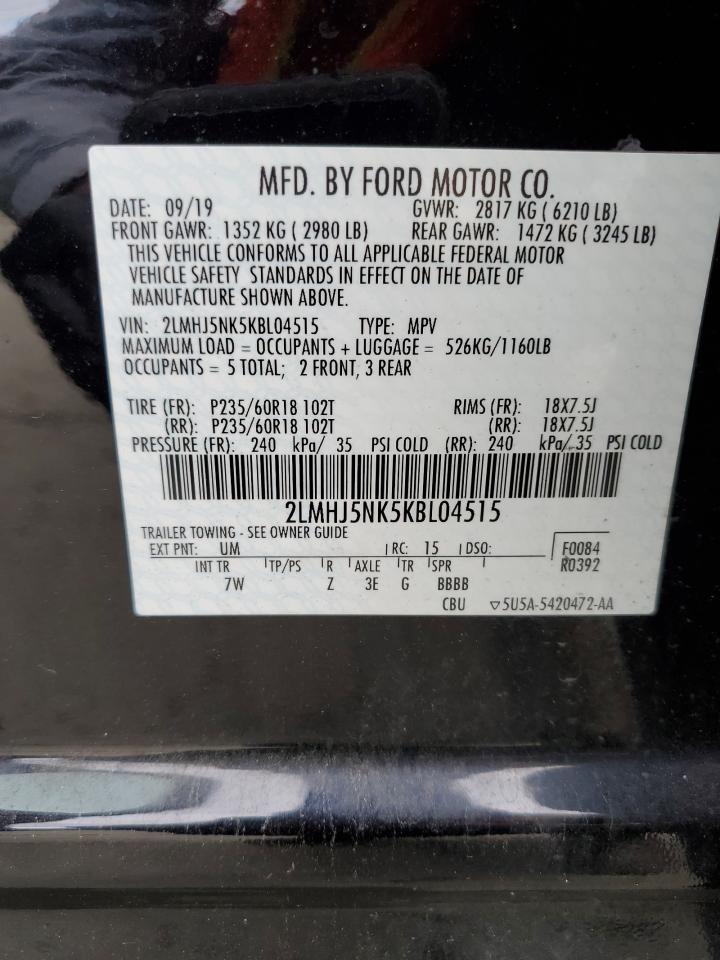 MFD. BY FORD MOTOR CO.
DATE: 09/19 GVWR: 2817 KG ( 6210 LB)
FRONT GAWR: 1352 KG ( 2980 LB) REAR GAWR: 1472 KG ( 3245 LB)
THIS VEHICLE CONFORMS TO ALL APPLICABLE FEDERAL MOTOR
VEHICLE SAFETY STANDARDS IN EFFECT ON THE DATE OF
MANUFACTURE SHOWN ABOVE.
VIN: 2LMHJ5NK5KBL04515 TYPE: MPV
MAXIMUM LOAD = OCCUPANTS + LUGGAGE = 526KG/1160LB
OCCUPANTS = 5 TOTAL; 2 FRONT, 3 REAR
TIRE (FR): P235/60R18 102T RIMS (FR): 18X7.5J
(RR): P235/60R18 102T (RR): 18X7.5J
PRESSURE (FR): 240 kPa/ 35 PSI COLD (RR): 240 kPa/ 35 PSI COLD
2LMHJ5NK5KBL04515
TRAILER TOWING - SEE OWNER GUIDE
EXT PNT: UM RC: 15 DSO: F0084
INT TR TP/PS R AXLE TR SPR R0392
7W Z 3E G BBBB
CBU ▽5U5A-5420472-AA